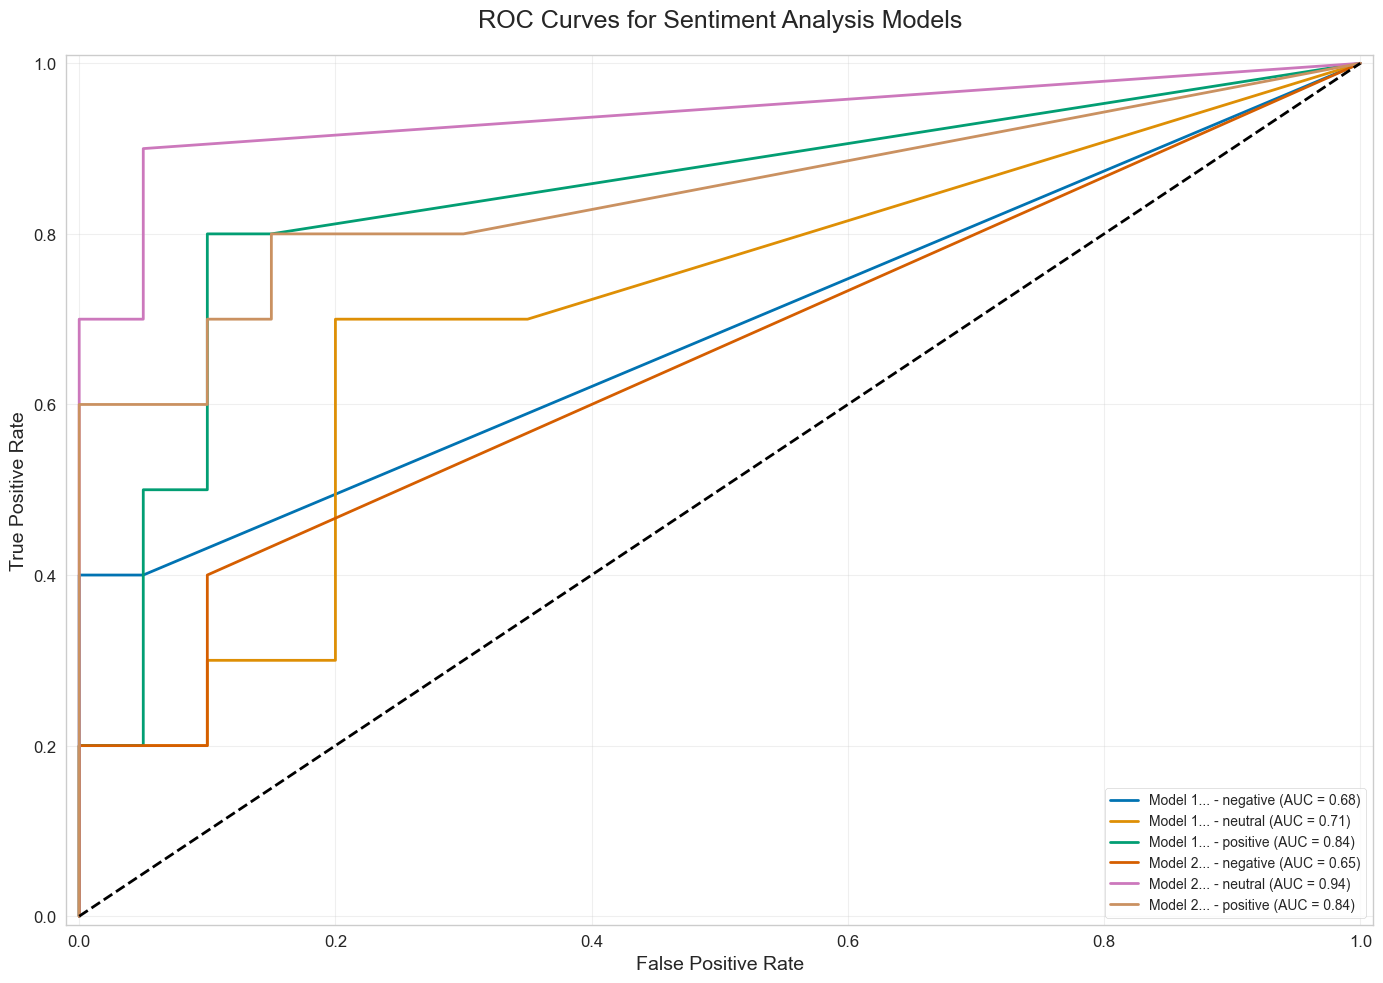 ROC Curves for Sentiment Analysis Models
True Positive Rate
1.0
0.8
0.6
0.4
0.2
0.0
0.0 0.2 0.4 0.6 0.8 1.0
False Positive Rate
Model 1... - negative (AUC = 0.68)
Model 1... - neutral (AUC = 0.71)
Model 1... - positive (AUC = 0.84)
Model 2... - negative (AUC = 0.65)
Model 2... - neutral (AUC = 0.94)
Model 2... - positive (AUC = 0.84)